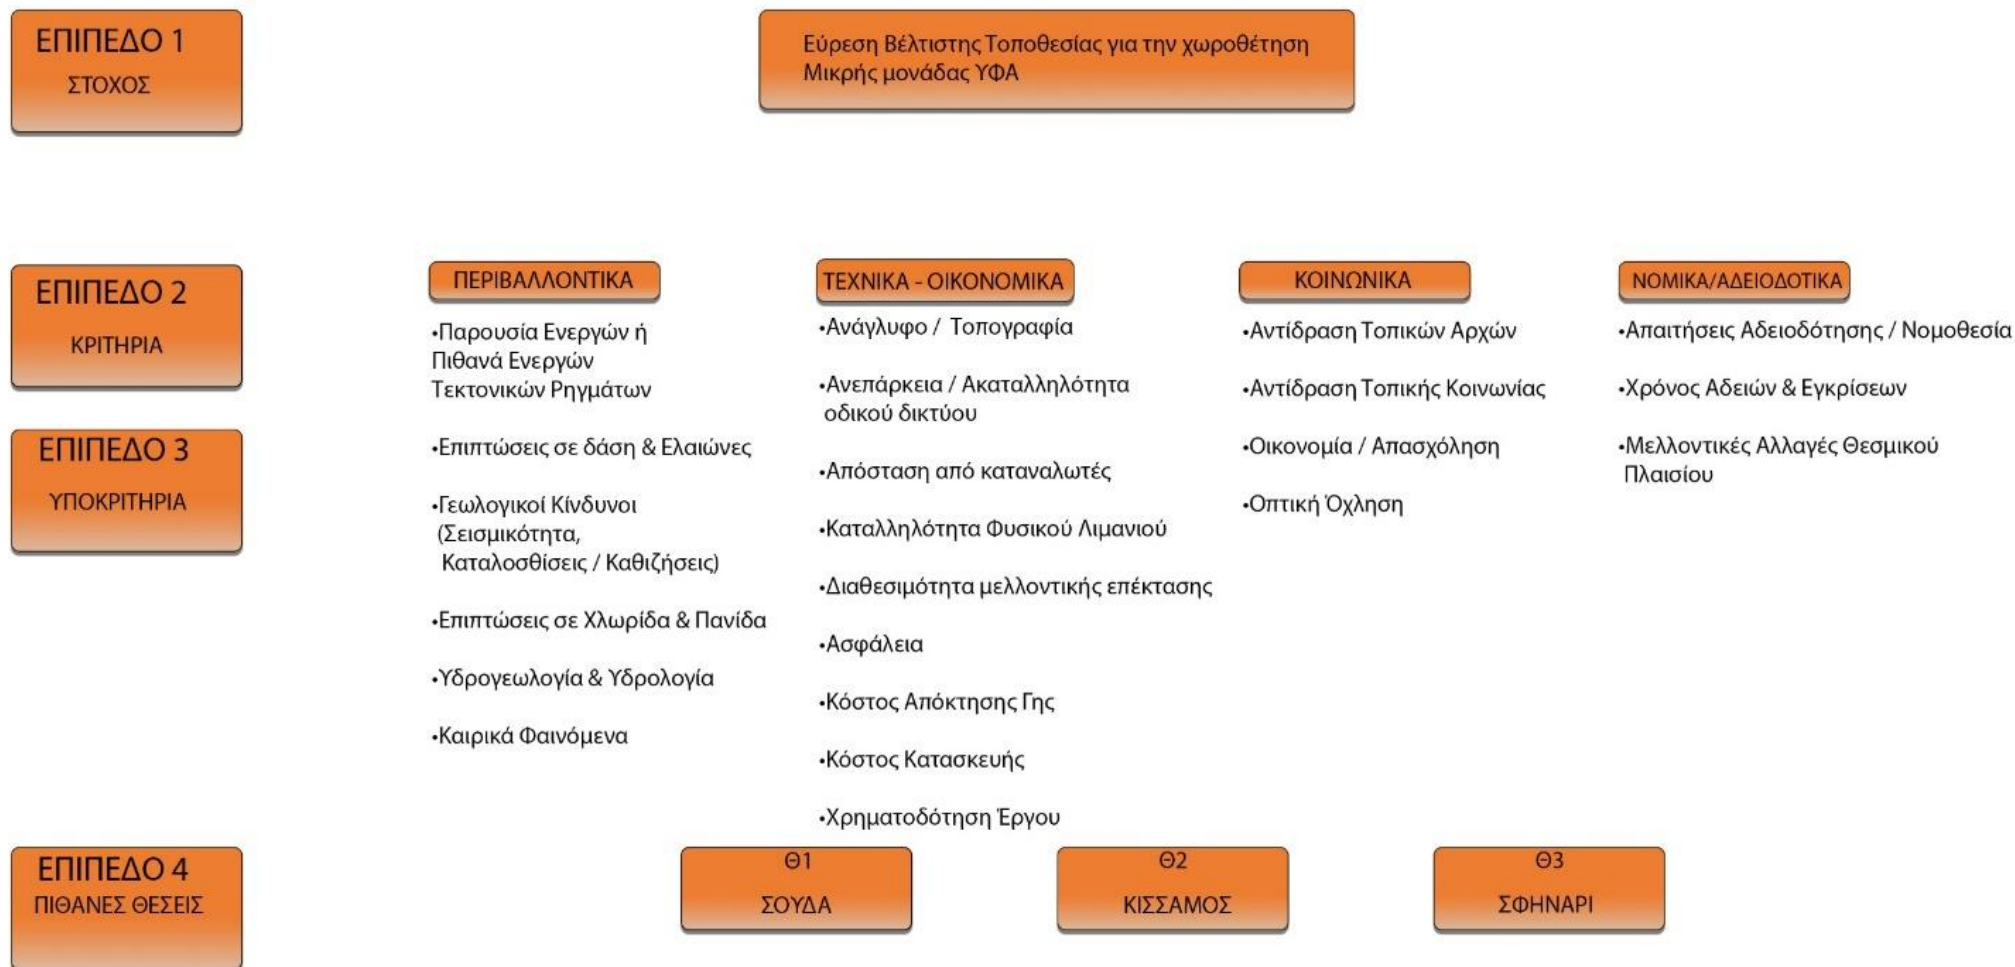 ΕΠΙΠΕΔΟ 1
ΣΤΟΧΟΣ
Εύρεση Βέλτιστης Τοποθεσίας για την χωροθέτηση
Μικρής μονάδας ΥΦΑ
ΕΠΙΠΕΔΟ 2
ΚΡΙΤΗΡΙΑ
ΕΠΙΠΕΔΟ 3
ΥΠΟΚΡΙΤΗΡΙΑ
ΠΕΡΙΒΑΛΛΟΝΤΙΚΑ
•Παρουσία Ενεργών ή
Πιθανά Ενεργών
Τεκτονικών Ρηγμάτων
•Επιπτώσεις σε δάση & Ελαιώνες
•Γεωλογικοί Κίνδυνοι
(Σεισμικότητα,
Καταλοσθίσεις / Καθιζήσεις)
•Επιπτώσεις σε Χλωρίδα & Πανίδα
•Υδρογεωλογία & Υδρολογία
•Καιρικά Φαινόμενα
ΤΕΧΝΙΚΑ - ΟΙΚΟΝΟΜΙΚΑ
•Ανάγλυφο / Τοπογραφία
•Ανεπάρκεια / Ακαταλληλότητα
οδικού δικτύου
•Απόσταση από καταναλωτές
•Καταλληλότητα Φυσικού Λιμανιού
•Διαθεσιμότητα μελλοντικής επέκτασης
•Ασφάλεια
•Κόστος Απόκτησης Γης
•Κόστος Κατασκευής
•Χρηματοδότηση Έργου
ΚΟΙΝΩΝΙΚΑ
•Αντίδραση Τοπικών Αρχών
•Αντίδραση Τοπικής Κοινωνίας
•Οικονομία / Απασχόληση
•Οπτική Όχληση
ΝΟΜΙΚΑ/ΑΔΕΙΟΔΟΤΙΚΑ
•Απαιτήσεις Αδειοδότησης / Νομοθεσία
•Χρόνος Αδειών & Εγκρίσεων
•Μελλοντικές Αλλαγές Θεσμικού
Πλαισίου
ΕΠΙΠΕΔΟ 4
ΠΙΘΑΝΕΣ ΘΕΣΕΙΣ
Θ1
ΣΟΥΔΑ
Θ2
ΚΙΣΣΑΜΟΣ
Θ3
ΣΦΗΝΑΡΙ